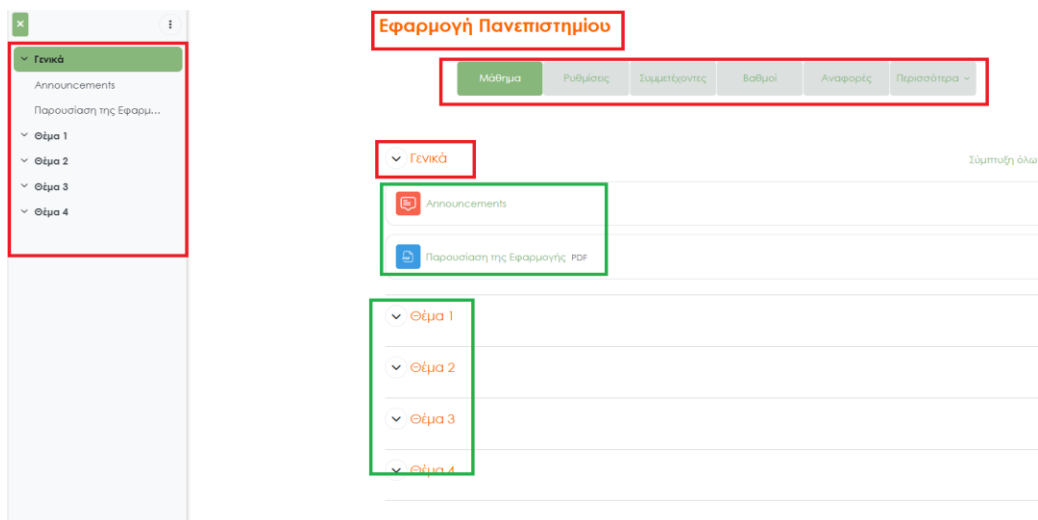 Γενικά
Announcements
Παρουσίαση της Εφαρμ...
Θέμα 1
Θέμα 2
Θέμα 3
Θέμα 4
Εφαρμογή Πανεπιστημίου
Μάθημα Ρυθμίσεις Συμμετέχοντες Βαθμοί Αναφορές Περισσότερα
Γενικά Σύμπτυξη όλω
Announcements
Παρουσίαση της Εφαρμογής PDF
Θέμα 1
Θέμα 2
Θέμα 3
Θέμα 4